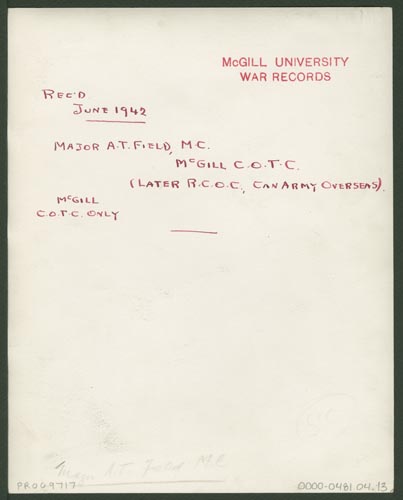 McGILL UNIVERSITY
WAR RECORDS
REC'D
JUNE 1942
MAJOR A.T. FIELD, M.C.
McGILL C.O.T.C.
(LATER R.C.O.C., CAN ARMY OVERSEAS).
McGILL
C.O.T.C. ONLY
Major A.T. Field M.C
PR069717
0000-0481.04.13